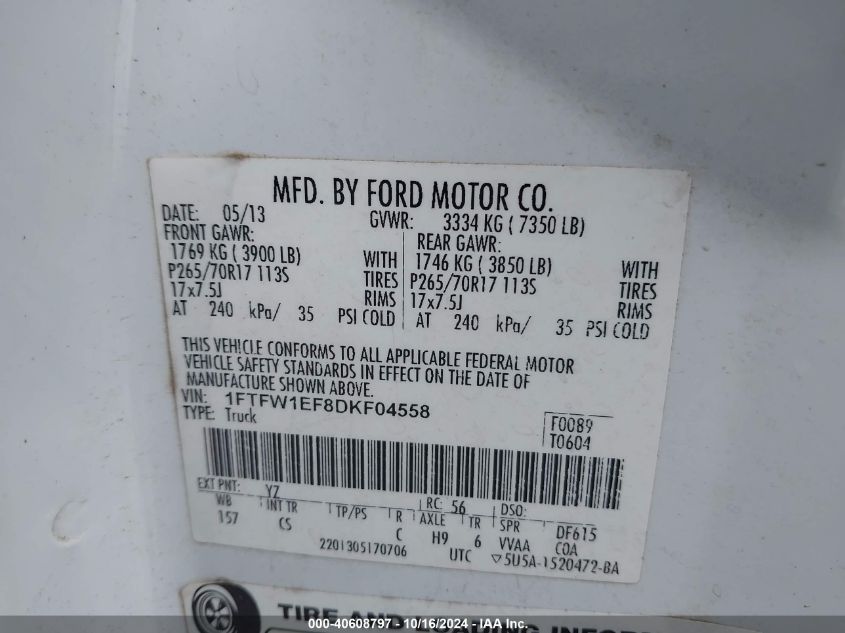 MFD. BY FORD MOTOR CO.
DATE: 05/13 GVWR: 3334 KG ( 7350 LB)
FRONT GAWR: REAR GAWR:
1769 KG ( 3900 LB) WITH 1746 KG ( 3850 LB) WITH
P265/70R17 113S TIRES P265/70R17 113S TIRES
17x7.5J RIMS 17x7.5J RIMS
AT 240 kPa/ 35 PSI COLD AT 240 kPa/ 35 PSI COLD
THIS VEHICLE CONFORMS TO ALL APPLICABLE FEDERAL MOTOR
VEHICLE SAFETY STANDARDS IN EFFECT ON THE DATE OF
MANUFACTURE SHOWN ABOVE.
VIN: 1FTFW1EF8DKF04558 F0089
TYPE: Truck T0604
EXT PNT: YZ RC: 56 DSO:
WB INT TR TP/PS R AXLE TR SPR DF615
157 CS C H9 6 VVAA COA
2201305170706 UTC ▽5U5A-1520472-BA
TIRE AND LOADING
000-40608797 - 10/16/2024 - IAA Inc.